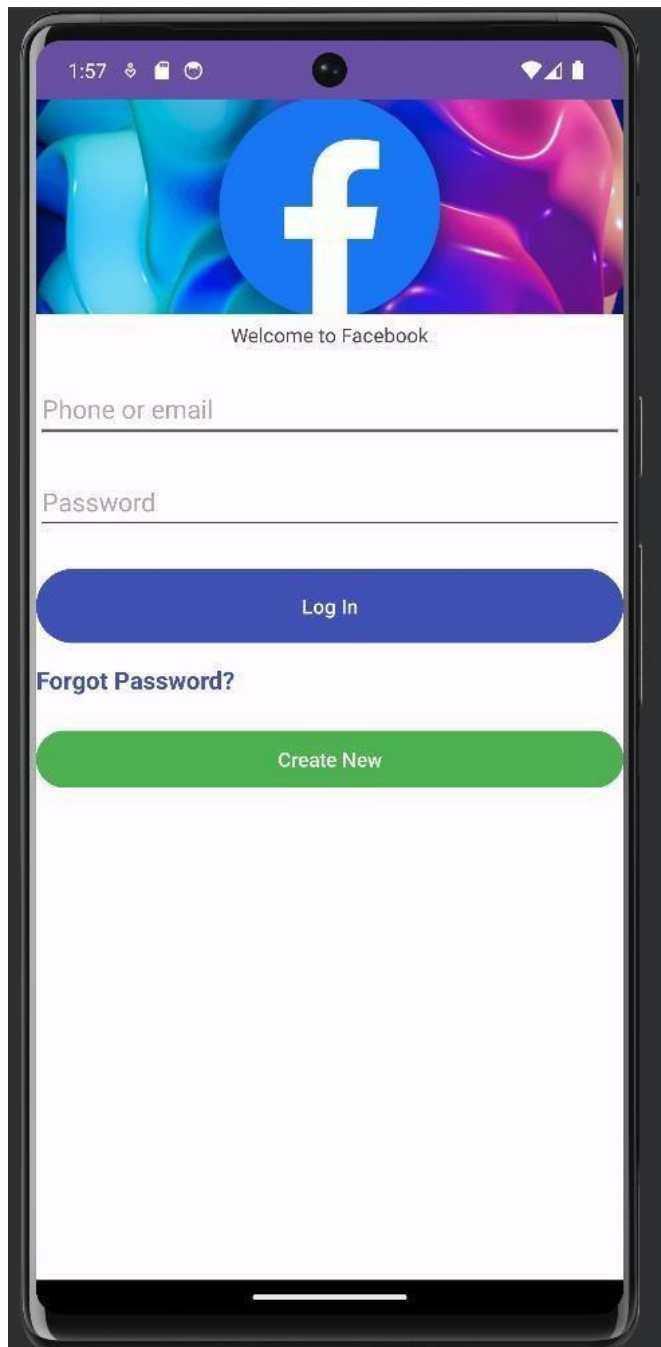 1:57
f
Welcome to Facebook
Phone or email
Password
Log In
Forgot Password?
Create New